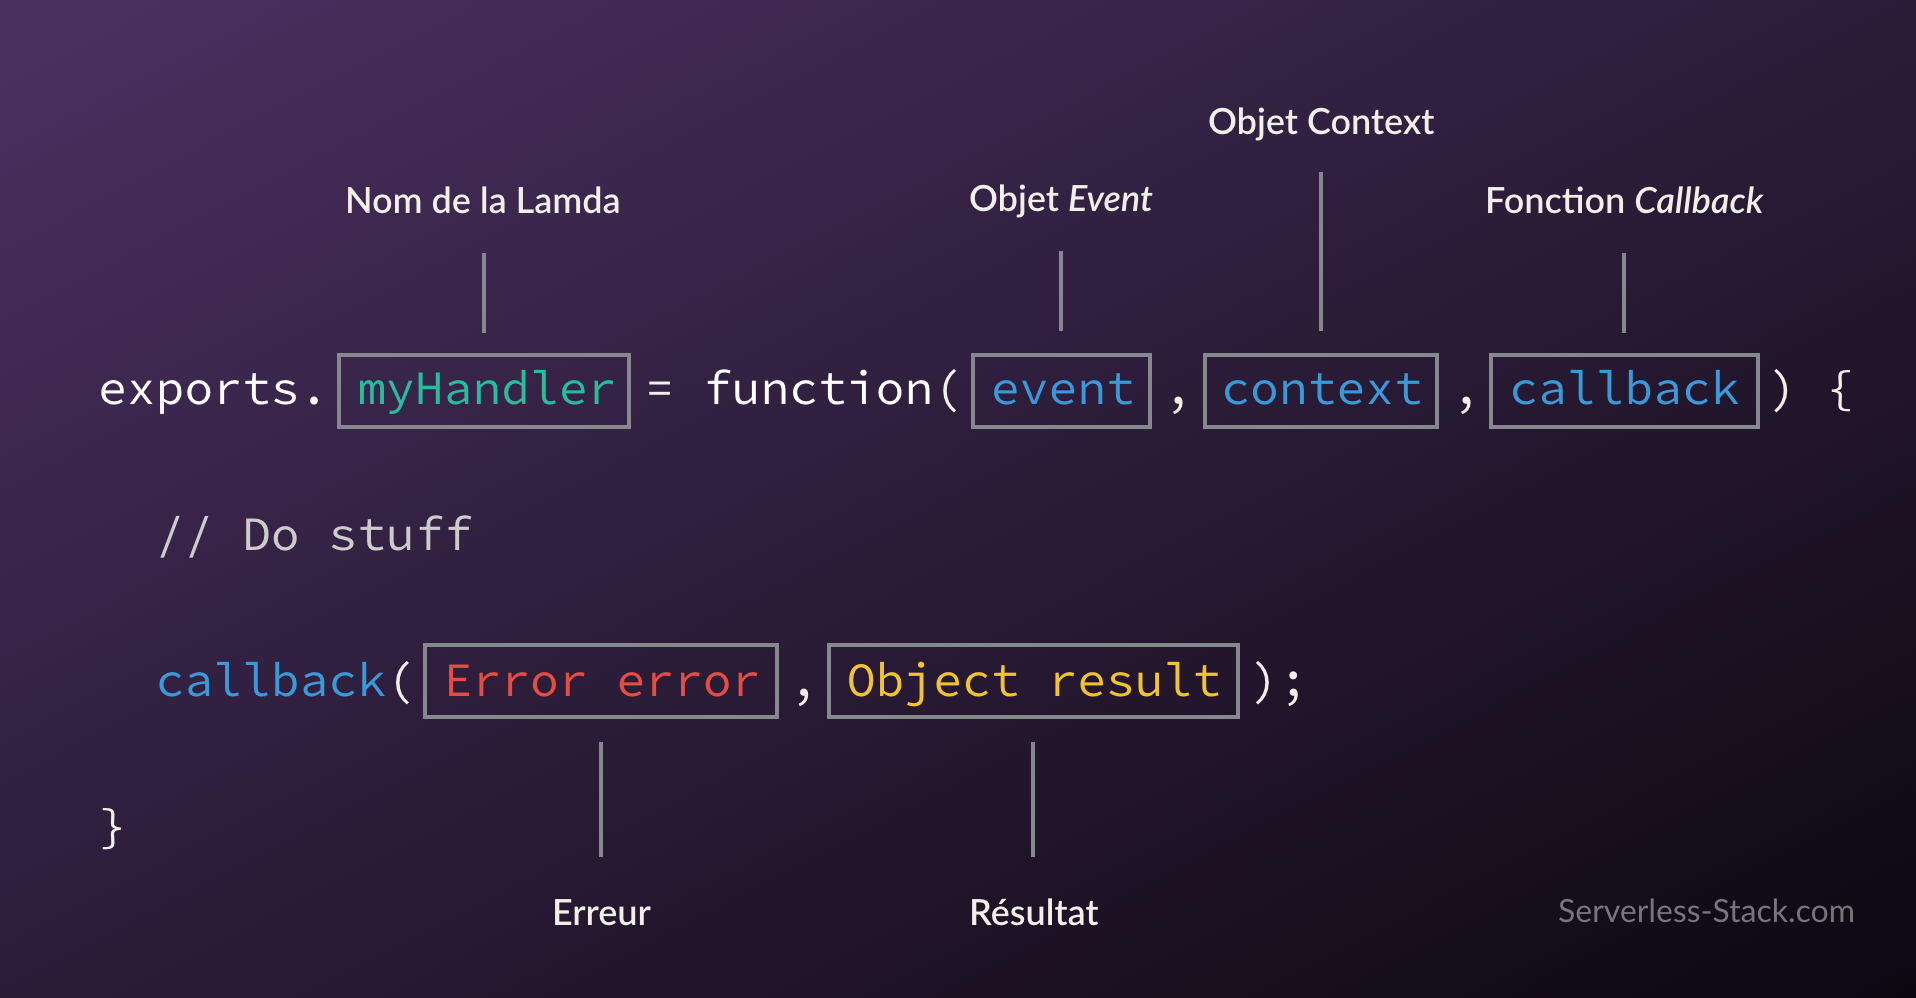 Objet Context
Nom de la Lamda
Objet Event
Fonction Callback
exports. myHandler = function( event , context , callback ) {
// Do stuff
callback( Error error , Object result );
}
Erreur
Résultat
Serverless-Stack.com